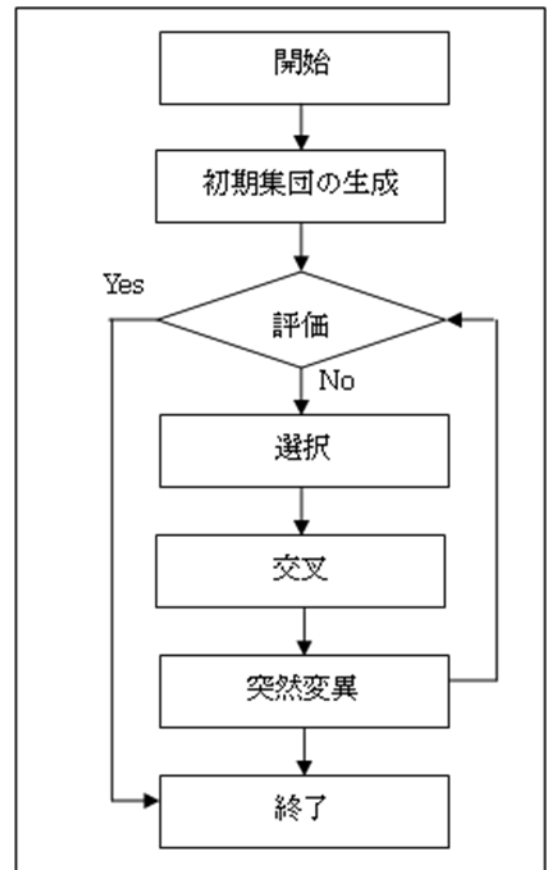 開始
初期集団の生成
Yes
評価
No
選択
交叉
突然変異
終了